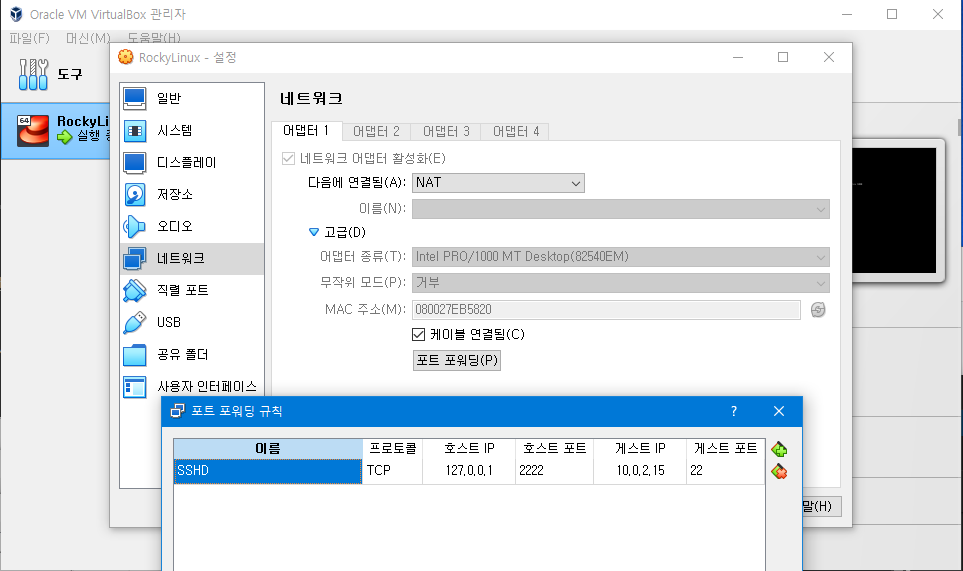 Oracle VM VirtualBox 관리자
파일(F) 머신(M) 도움말(H)
RockyLinux - 설정
도구
64
RockyLi
실행 중
일반
시스템
디스플레이
저장소
오디오
네트워크
직렬 포트
USB
공유 폴더
사용자 인터페이스
네트워크
어댑터 1 어댑터 2 어댑터 3 어댑터 4
네트워크 어댑터 활성화(E)
다음에 연결됨(A): NAT
이름(N):
고급(D)
어댑터 종류(T): Intel PRO/1000 MT Desktop(82540EM)
무작위 모드(P): 거부
MAC 주소(M): 080027EB5820
케이블 연결됨(C)
포트 포워딩(P)
말(H)
포트 포워딩 규칙 ?
이름 프로토콜 호스트 IP 호스트 포트 게스트 IP 게스트 포트
SSHD TCP 127.0.0.1 2222 10.0.2.15 22